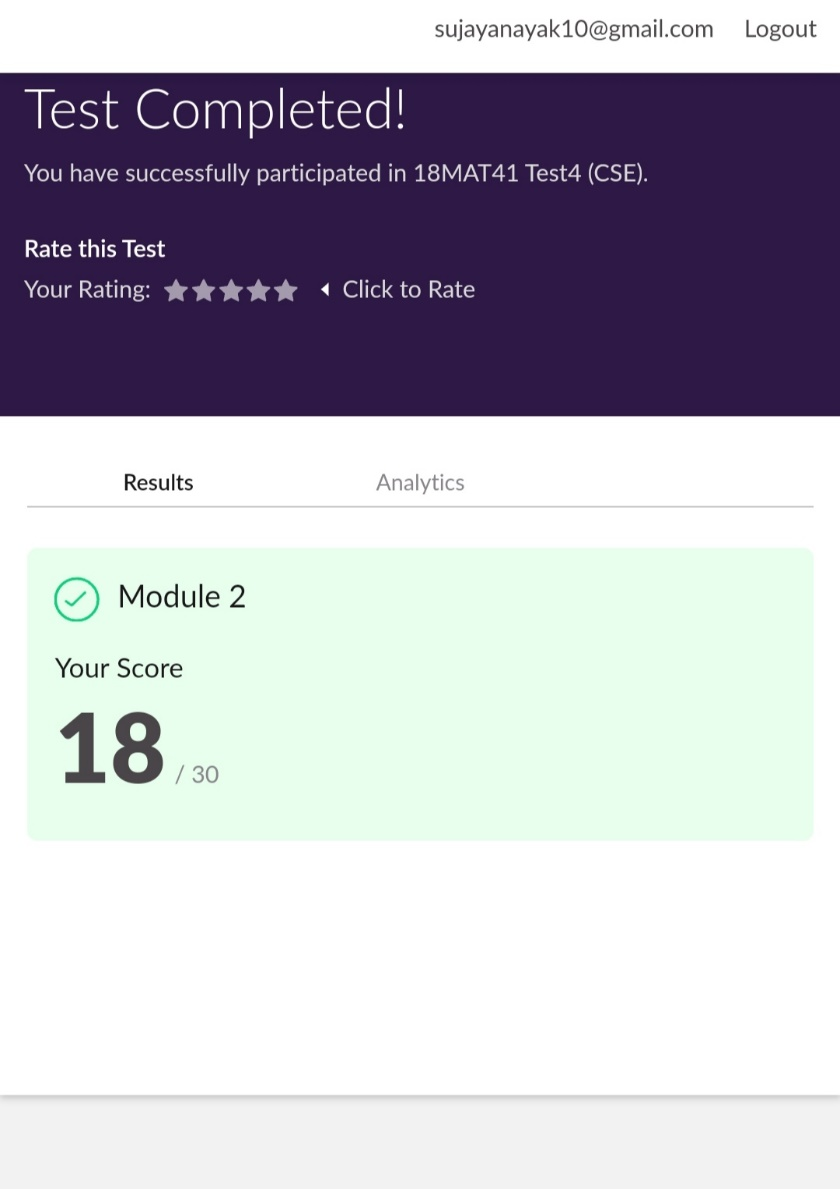 sujayanayak10@gmail.com Logout
Test Completed!
You have successfully participated in 18MAT41 Test4 (CSE).
Rate this Test
Your Rating: Click to Rate
Results Analytics
Module 2
Your Score
18 / 30